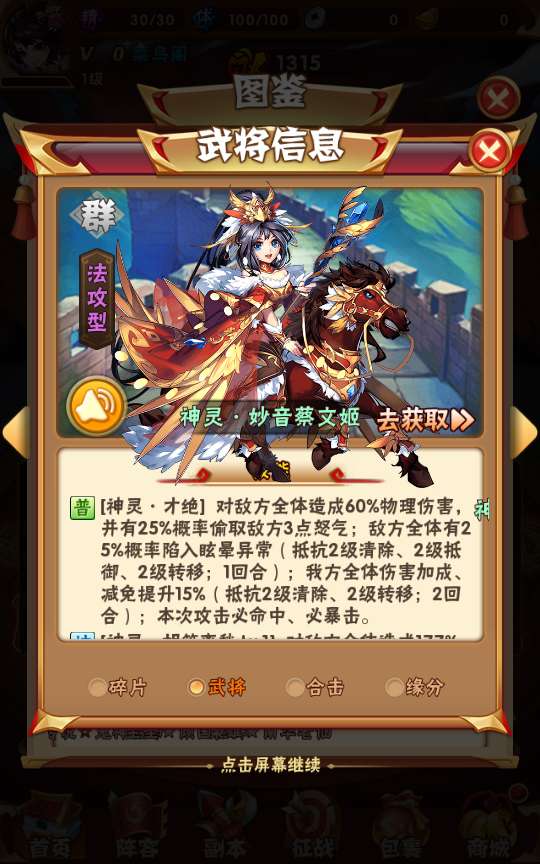 精 30/30 体 100/100 0 0
V 0 菜鸟阁
1级
1315
图鉴
武将信息
群
法攻型
神灵·妙音蔡文姬
去获取
普 [神灵·才绝] 对敌方全体造成60%物理伤害，
并有25%概率偷取敌方3点怒气；敌方全体有2
5%概率陷入眩晕异常（抵抗2级清除、2级抵
御、2级转移；1回合）；我方全体伤害加成、
减免提升15%（抵抗2级清除、2级转移；2回
合）；本次攻击必命中、必暴击。
神
碎片 武将 合击 缘分
点击屏幕继续
首页 阵容 副本 征战 包裹 商城